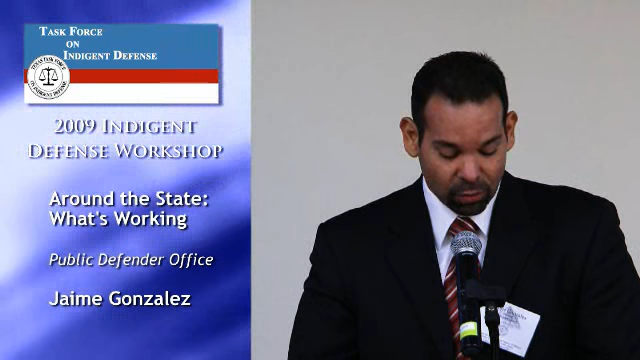 TASK FORCE
ON
INDIGENT DEFENSE
2009 INDIGENT
DEFENSE WORKSHOP
Around the State:
What's Working
Public Defender Office
Jaime Gonzalez